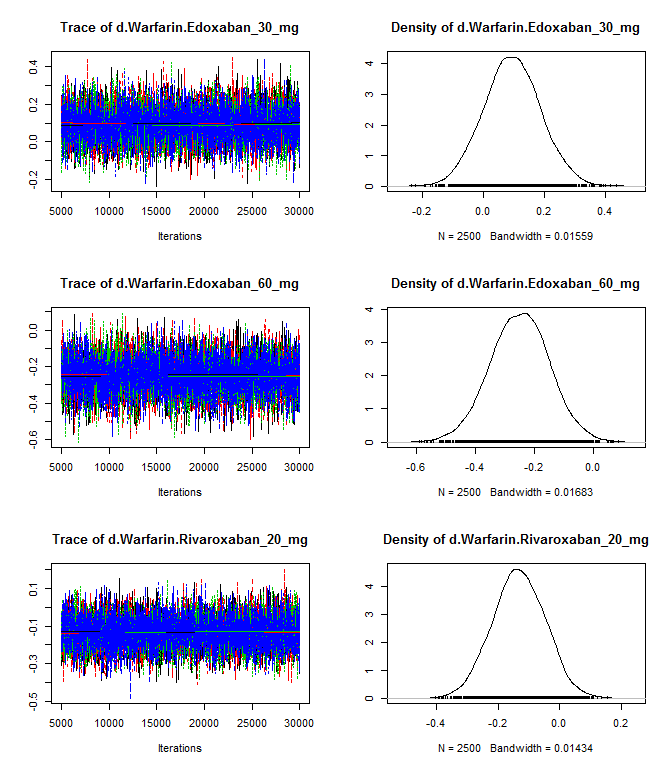 Trace of d.Warfarin.Edoxaban_30_mg
Density of d.Warfarin.Edoxaban_30_mg
-0.2 0.0 0.2 0.4
5000 10000 15000 20000 25000 30000
Iterations
0 1 2 3 4
-0.2 0.0 0.2 0.4
N = 2500 Bandwidth = 0.01559
Trace of d.Warfarin.Edoxaban_60_mg
Density of d.Warfarin.Edoxaban_60_mg
-0.6 -0.4 -0.2 0.0
5000 10000 15000 20000 25000 30000
Iterations
0 1 2 3 4
-0.6 -0.4 -0.2 0.0
N = 2500 Bandwidth = 0.01683
Trace of d.Warfarin.Rivaroxaban_20_mg
Density of d.Warfarin.Rivaroxaban_20_mg
-0.5 -0.3 -0.1 0.1
5000 10000 15000 20000 25000 30000
Iterations
0 1 2 3 4
-0.4 -0.2 0.0 0.2
N = 2500 Bandwidth = 0.01434